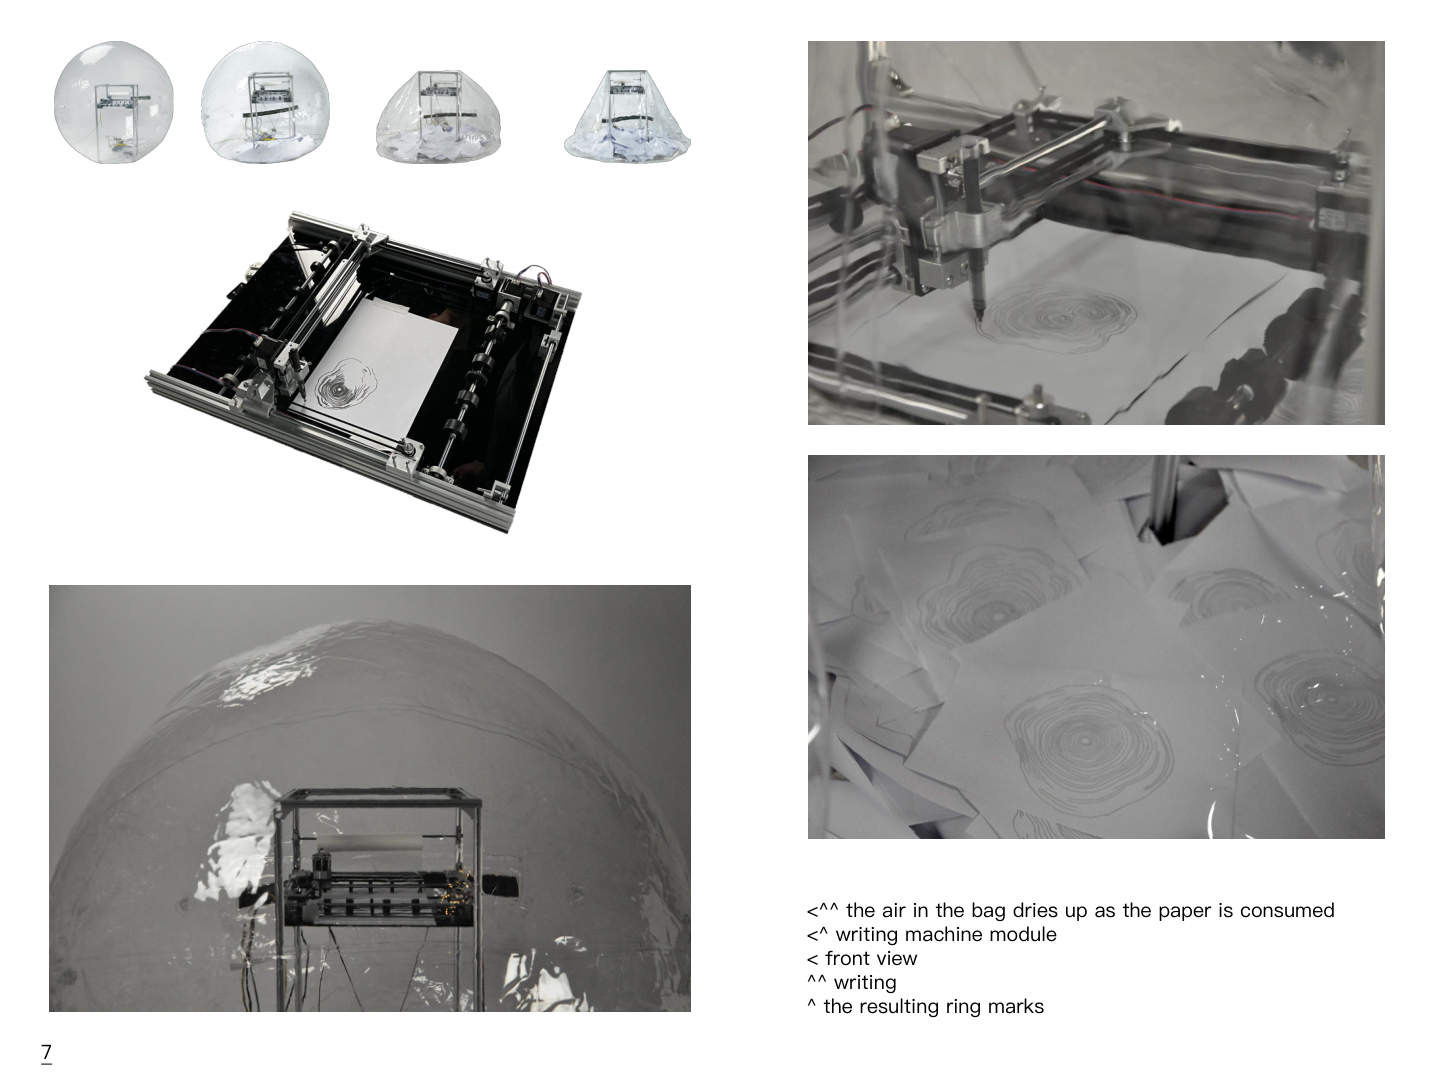 <^^ the air in the bag dries up as the paper is consumed
<^ writing machine module
< front view
^^ writing
^ the resulting ring marks
7